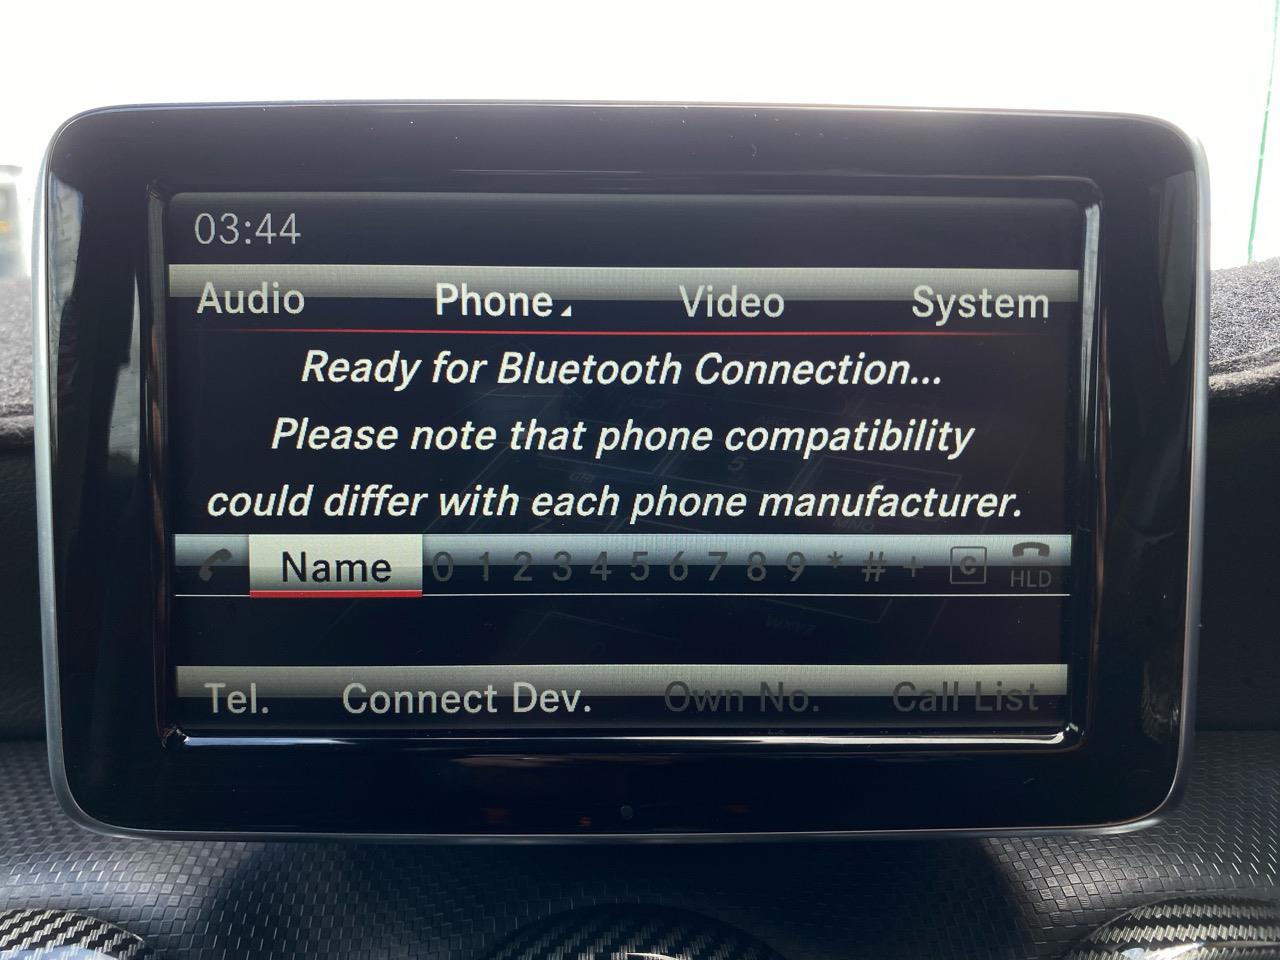 03:44
Audio Phone Video System
Ready for Bluetooth Connection...
Please note that phone compatibility
could differ with each phone manufacturer.
Name 0 1 2 3 4 5 6 7 8 9 * # + C HLD
Tel. Connect Dev. Own No. Call List